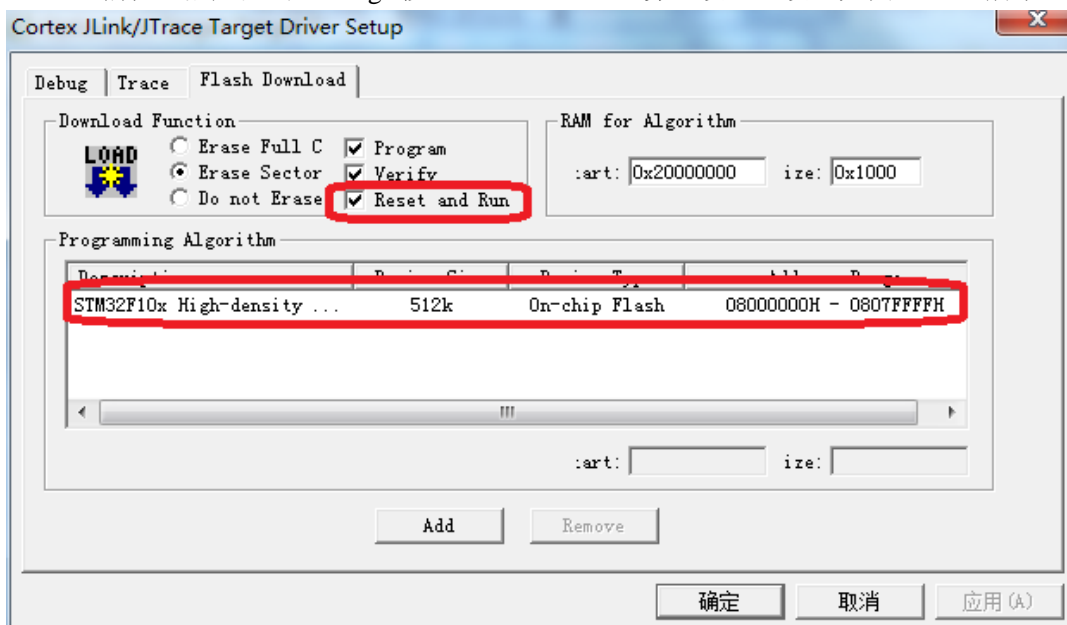 Cortex JLink/JTrace Target Driver Setup
Debug Trace Flash Download
Download Function
RAM for Algorithm
LOAD
Erase Full C
Program
Erase Sector
Verify
Do not Erase
Reset and Run
:art: 0x20000000 ize: 0x1000
Programming Algorithm
STM32F10x High-density ... 512k On-chip Flash 08000000H - 0807FFFFH
:art: ize:
Add Remove
确定 取消 应用(A)